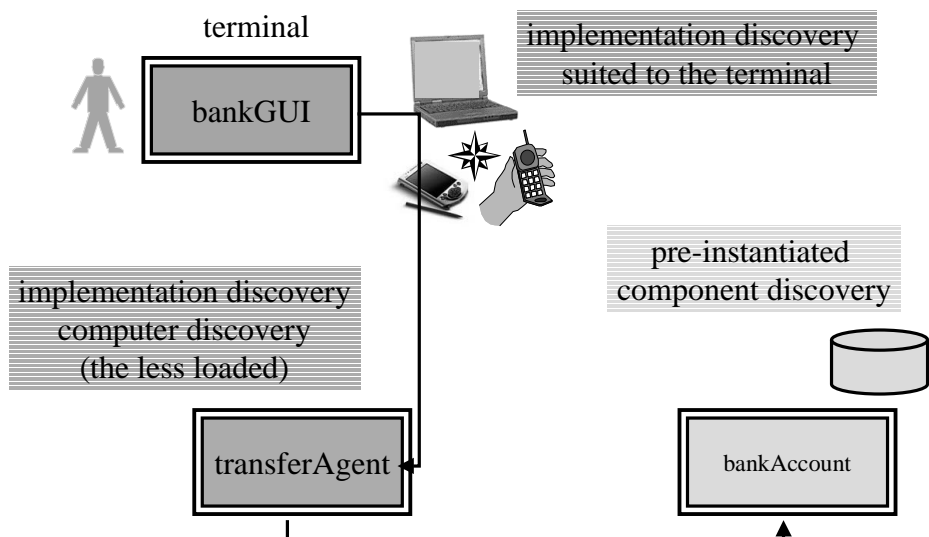 terminal
implementation discovery
suited to the terminal
bankGUI
pre-instantiated
component discovery
implementation discovery
computer discovery
(the less loaded)
transferAgent
bankAccount